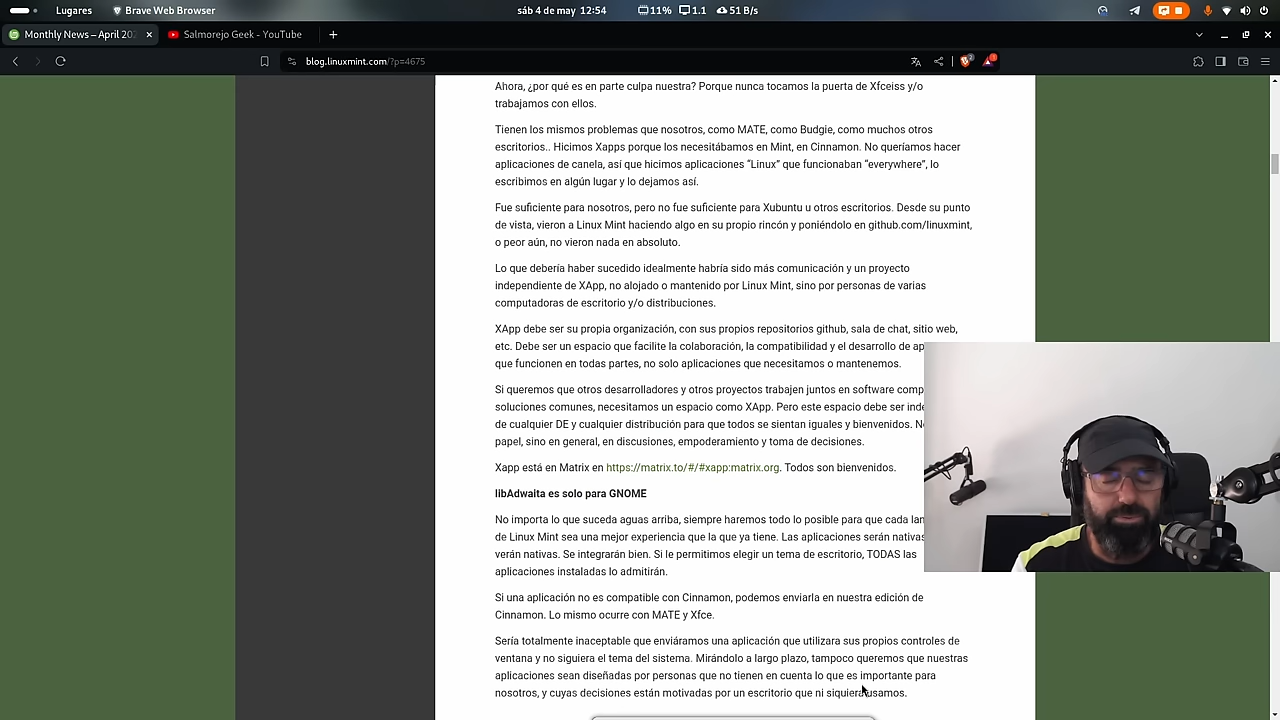 Lugares
Brave Web Browser
sáb 4 de may 12:54
11%
1.1
51 B/s
Monthly News – April 202
Salmorejo Geek - YouTube
blog.linuxmint.com/?p=4675
Ahora, ¿por qué es en parte culpa nuestra? Porque nunca tocamos la puerta de Xfceiss y/o
trabajamos con ellos.
Tienen los mismos problemas que nosotros, como MATE, como Budgie, como muchos otros
escritorios.. Hicimos Xapps porque los necesitábamos en Mint, en Cinnamon. No queríamos hacer
aplicaciones de canela, así que hicimos aplicaciones “Linux” que funcionaban “everywhere”, lo
escribimos en algún lugar y lo dejamos así.
Fue suficiente para nosotros, pero no fue suficiente para Xubuntu u otros escritorios. Desde su punto
de vista, vieron a Linux Mint haciendo algo en su propio rincón y poniéndolo en github.com/linuxmint,
o peor aún, no vieron nada en absoluto.
Lo que debería haber sucedido idealmente habría sido más comunicación y un proyecto
independiente de XApp, no alojado o mantenido por Linux Mint, sino por personas de varias
computadoras de escritorio y/o distribuciones.
XApp debe ser su propia organización, con sus propios repositorios github, sala de chat, sitio web,
etc. Debe ser un espacio que facilite la colaboración, la compatibilidad y el desarrollo de ap
que funcionen en todas partes, no solo aplicaciones que necesitamos o mantenemos.
Si queremos que otros desarrolladores y otros proyectos trabajen juntos en software comp
soluciones comunes, necesitamos un espacio como XApp. Pero este espacio debe ser inde
de cualquier DE y cualquier distribución para que todos se sientan iguales y bienvenidos. N
papel, sino en general, en discusiones, empoderamiento y toma de decisiones.
Xapp está en Matrix en https://matrix.to/#/#xapp:matrix.org. Todos son bienvenidos.
libAdwaita es solo para GNOME
No importa lo que suceda aguas arriba, siempre haremos todo lo posible para que cada lan
de Linux Mint sea una mejor experiencia que la que ya tiene. Las aplicaciones serán nativas
verán nativas. Se integrarán bien. Si le permitimos elegir un tema de escritorio, TODAS las
aplicaciones instaladas lo admitirán.
Si una aplicación no es compatible con Cinnamon, podemos enviarla en nuestra edición de
Cinnamon. Lo mismo ocurre con MATE y Xfce.
Sería totalmente inaceptable que enviáramos una aplicación que utilizara sus propios controles de
ventana y no siguiera el tema del sistema. Mirándolo a largo plazo, tampoco queremos que nuestras
aplicaciones sean diseñadas por personas que no tienen en cuenta lo que es importante para
nosotros, y cuyas decisiones están motivadas por un escritorio que ni siquiera usamos.